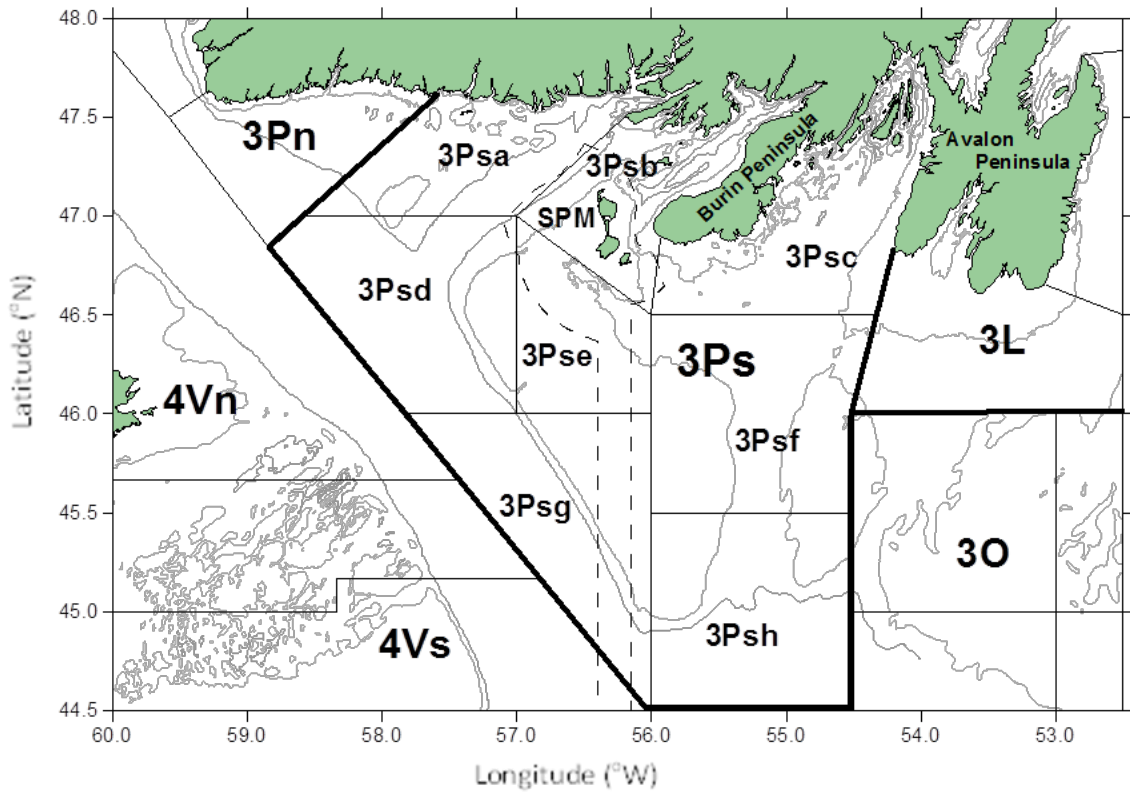 48.0
47.5
47.0
46.5
46.0
45.5
45.0
44.5
Latitude (°N)
3Pn
3Psa
3Psb
Burin Peninsula
Avalon
Peninsula
SPM
3Psc
3Psd
3Pse
3Ps
3L
4Vn
3Psf
3Psg
3O
4Vs
3Psh
60.0 59.0 58.0 57.0 56.0 55.0 54.0 53.0
Longitude (°W)